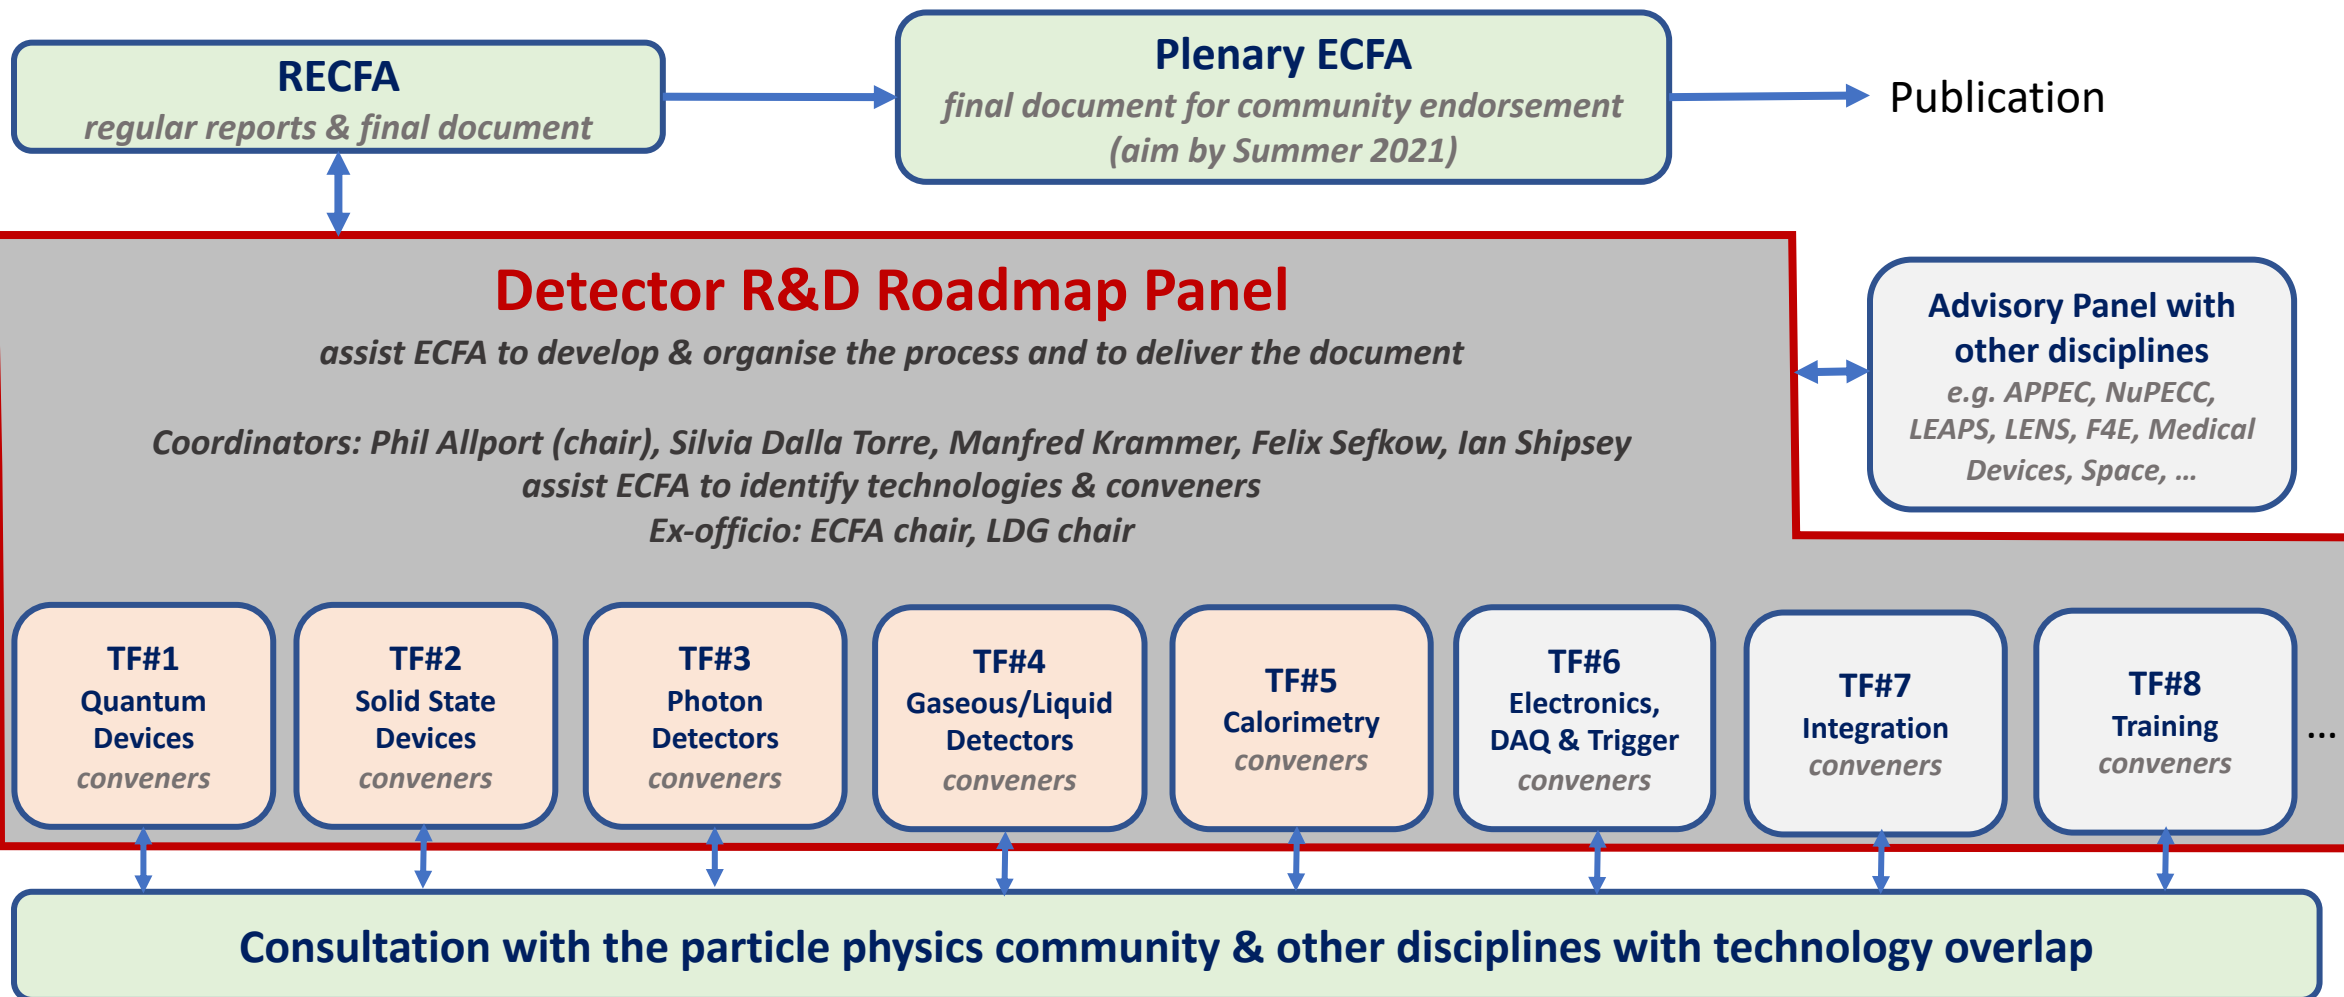 RECFA
regular reports & final document
Plenary ECFA
final document for community endorsement
(aim by Summer 2021)
Publication
Detector R&D Roadmap Panel
assist ECFA to develop & organise the process and to deliver the document
Coordinators: Phil Allport (chair), Silvia Dalla Torre, Manfred Krammer, Felix Sefkow, Ian Shipsey
assist ECFA to identify technologies & conveners
Ex-officio: ECFA chair, LDG chair
Advisory Panel with
other disciplines
e.g. APPEC, NuPECC,
LEAPS, LENS, F4E, Medical
Devices, Space, …
TF#1
Quantum
Devices
conveners
TF#2
Solid State
Devices
conveners
TF#3
Photon
Detectors
conveners
TF#4
Gaseous/Liquid
Detectors
conveners
TF#5
Calorimetry
conveners
TF#6
Electronics,
DAQ & Trigger
conveners
TF#7
Integration
conveners
TF#8
Training
conveners
…
Consultation with the particle physics community & other disciplines with technology overlap